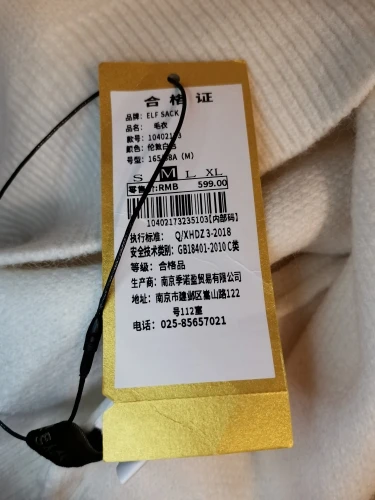 合格证
品牌：ELF SACK
品名：毛衣
款号：10402173
颜色：伦敦白色
号型：165/88A（M）
S M L XL
零售价:RMB 599.00
10402173235103[内部码]
执行标准： Q/XHDZ 3-2018
安全技术类别：GB18401-2010 C类
等级：合格品
生产商：南京季诺盈贸易有限公司
地址：南京市建邺区嵩山路122
号112室
电话：025-85657021